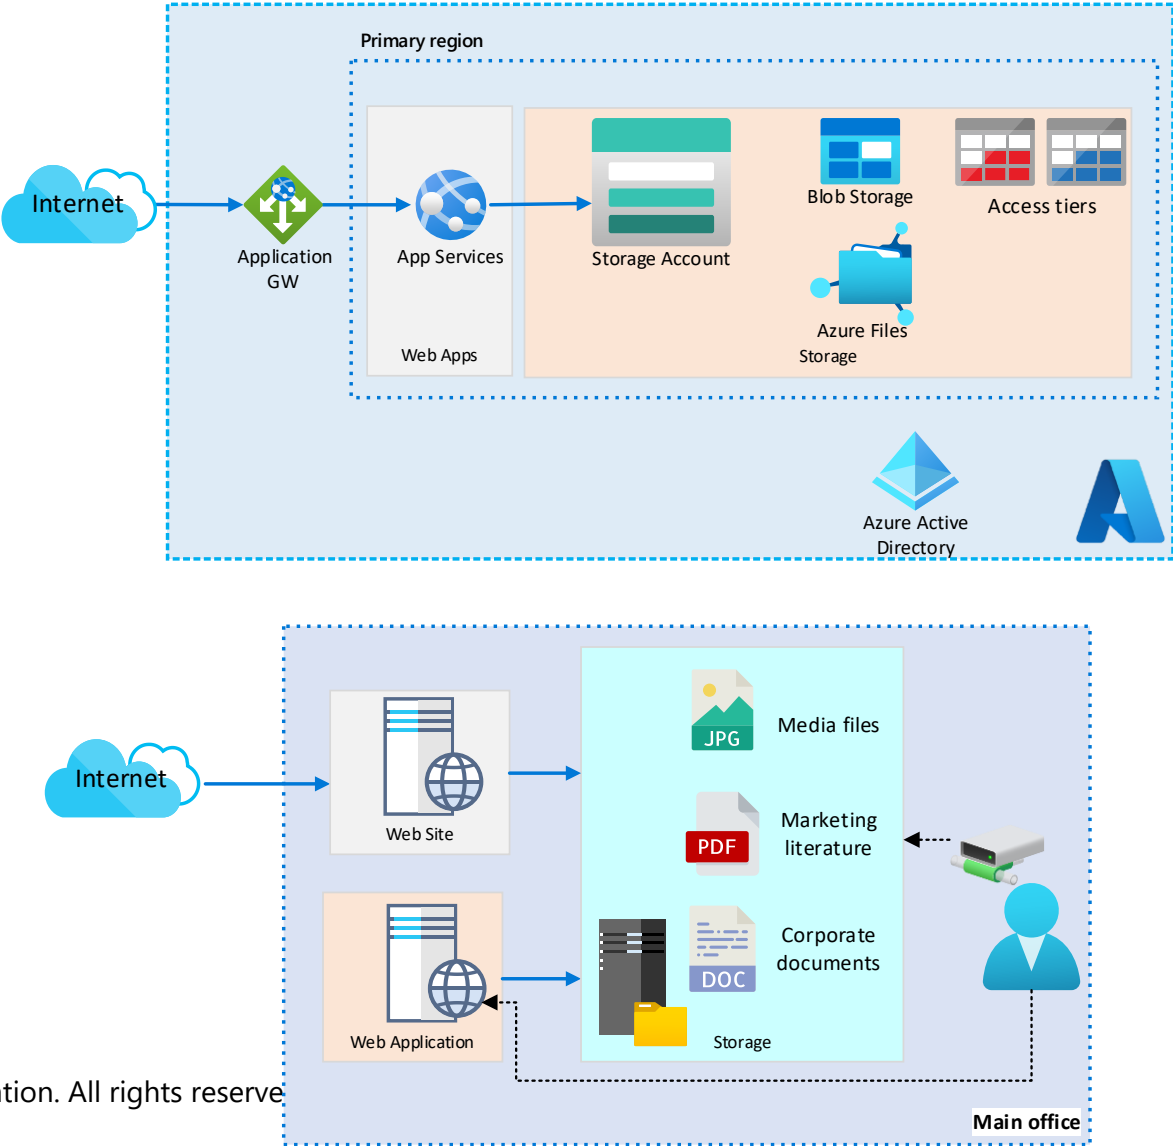 Primary region
Internet
Application
GW
App Services
Web Apps
Storage Account
Blob Storage
Access tiers
Azure Files
Storage
Azure Active
Directory
Internet
Web Site
JPG
Media files
PDF
Marketing
literature
Web Application
DOC
Corporate
documents
Storage
ation. All rights reserve
Main office